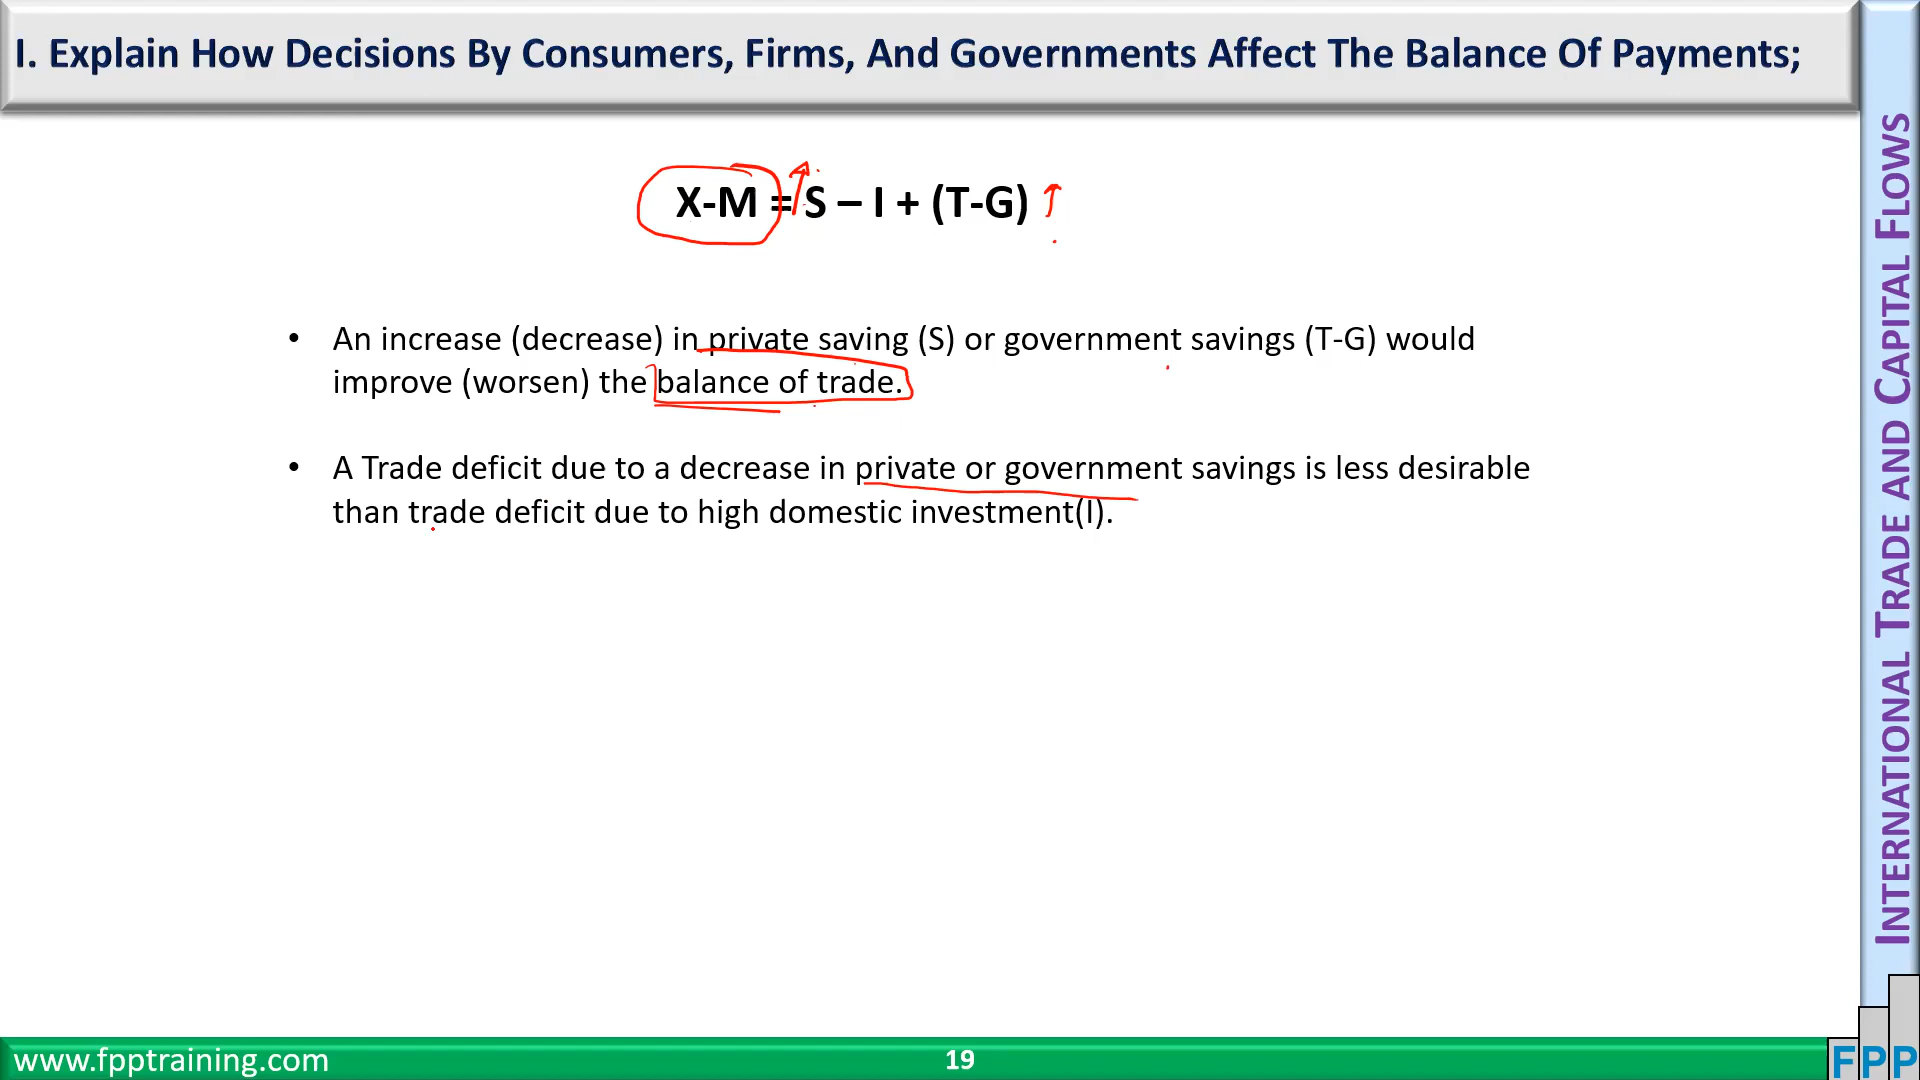 I. Explain How Decisions By Consumers, Firms, And Governments Affect The Balance Of Payments;
X-M = S – I + (T-G)
• An increase (decrease) in private saving (S) or government savings (T-G) would
improve (worsen) the balance of trade.
• A Trade deficit due to a decrease in private or government savings is less desirable
than trade deficit due to high domestic investment(I).
INTERNATIONAL TRADE AND CAPITAL FLOWS
www.fpptraining.com
19
FPP